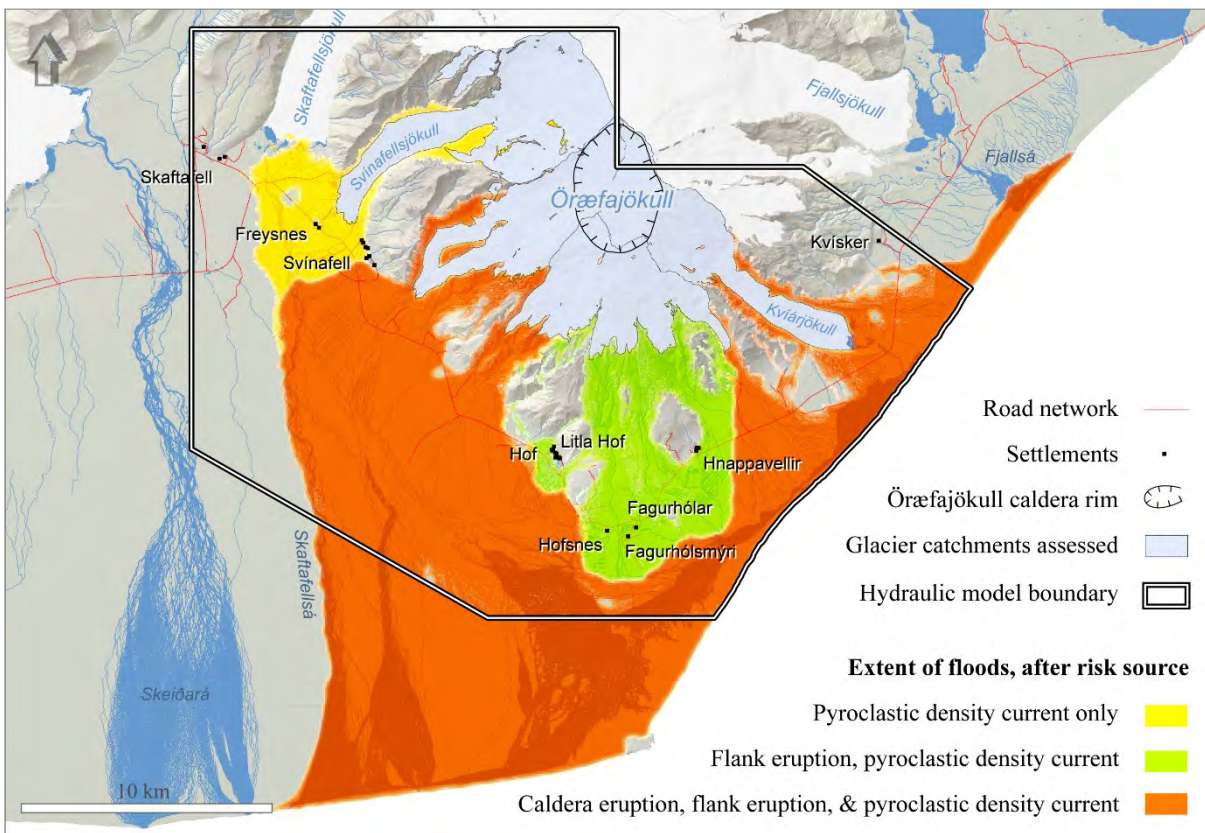 Skaftafellsjökull
Fjallsjökull
Svínafellsjökull
Skaftafell
Fjallsá
Öræfajökull
Freysnes
Kvísker
Svínafell
Kvíárjökull
Litla Hof
Hof
Hnappavellir
Fagurhólar
Hofsnes
Fagurhólsmýri
Skaftafellsá
Skeiðará
10 km
Road network
Settlements
Öræfajökull caldera rim
Glacier catchments assessed
Hydraulic model boundary
Extent of floods, after risk source
Pyroclastic density current only
Flank eruption, pyroclastic density current
Caldera eruption, flank eruption, & pyroclastic density current